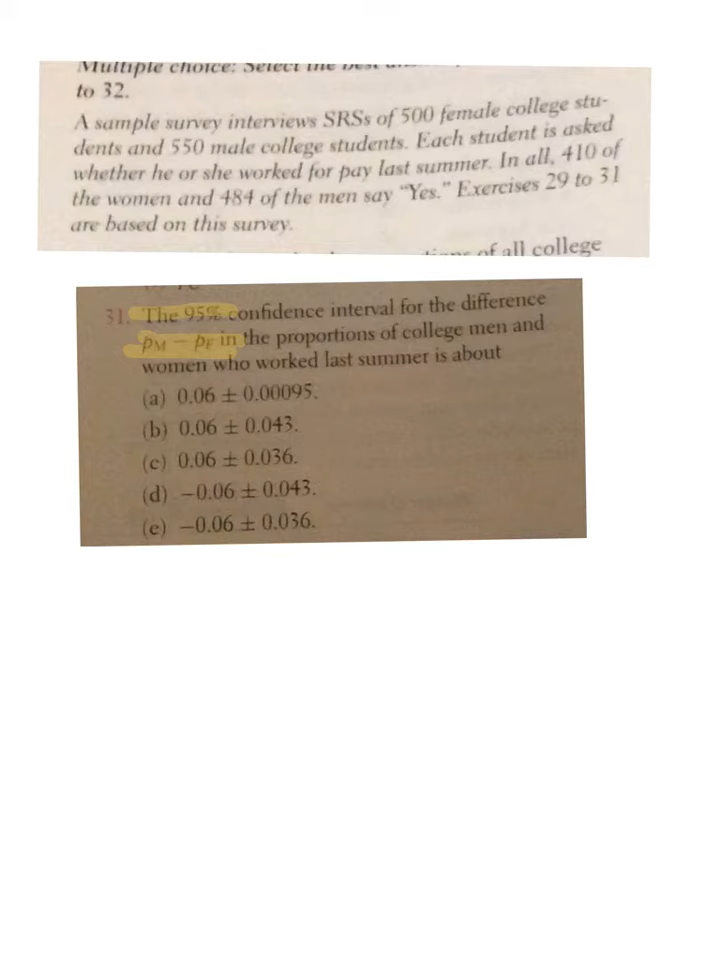 Multiple choice: Select the best
to 32.
A sample survey interviews SRSs of 500 female college stu-
dents and 550 male college students. Each student is asked
whether he or she worked for pay last summer. In all, 410 of
the women and 484 of the men say “Yes.” Exercises 29 to 31
are based on this survey.
of all college
31. The 95% confidence interval for the difference
pM − pF in the proportions of college men and
women who worked last summer is about
(a) 0.06 ± 0.00095.
(b) 0.06 ± 0.043.
(c) 0.06 ± 0.036.
(d) −0.06 ± 0.043.
(e) −0.06 ± 0.036.